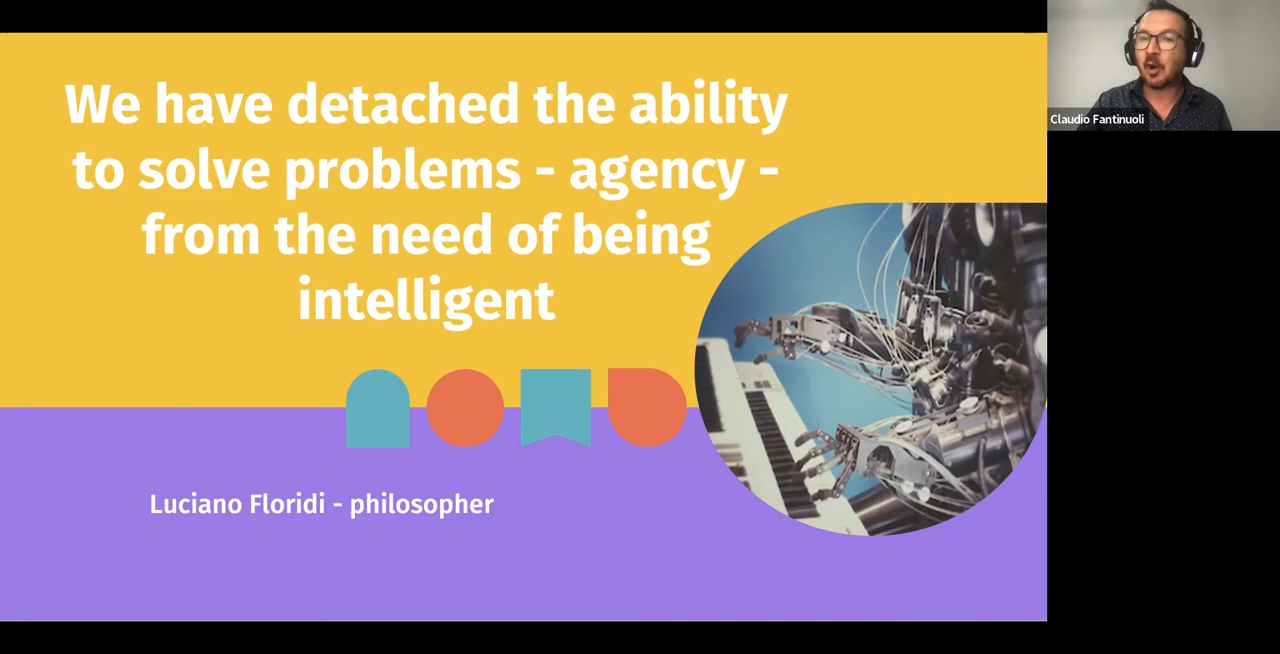 We have detached the ability
to solve problems - agency -
from the need of being
intelligent
Luciano Floridi - philosopher
Claudio Fantinuoli